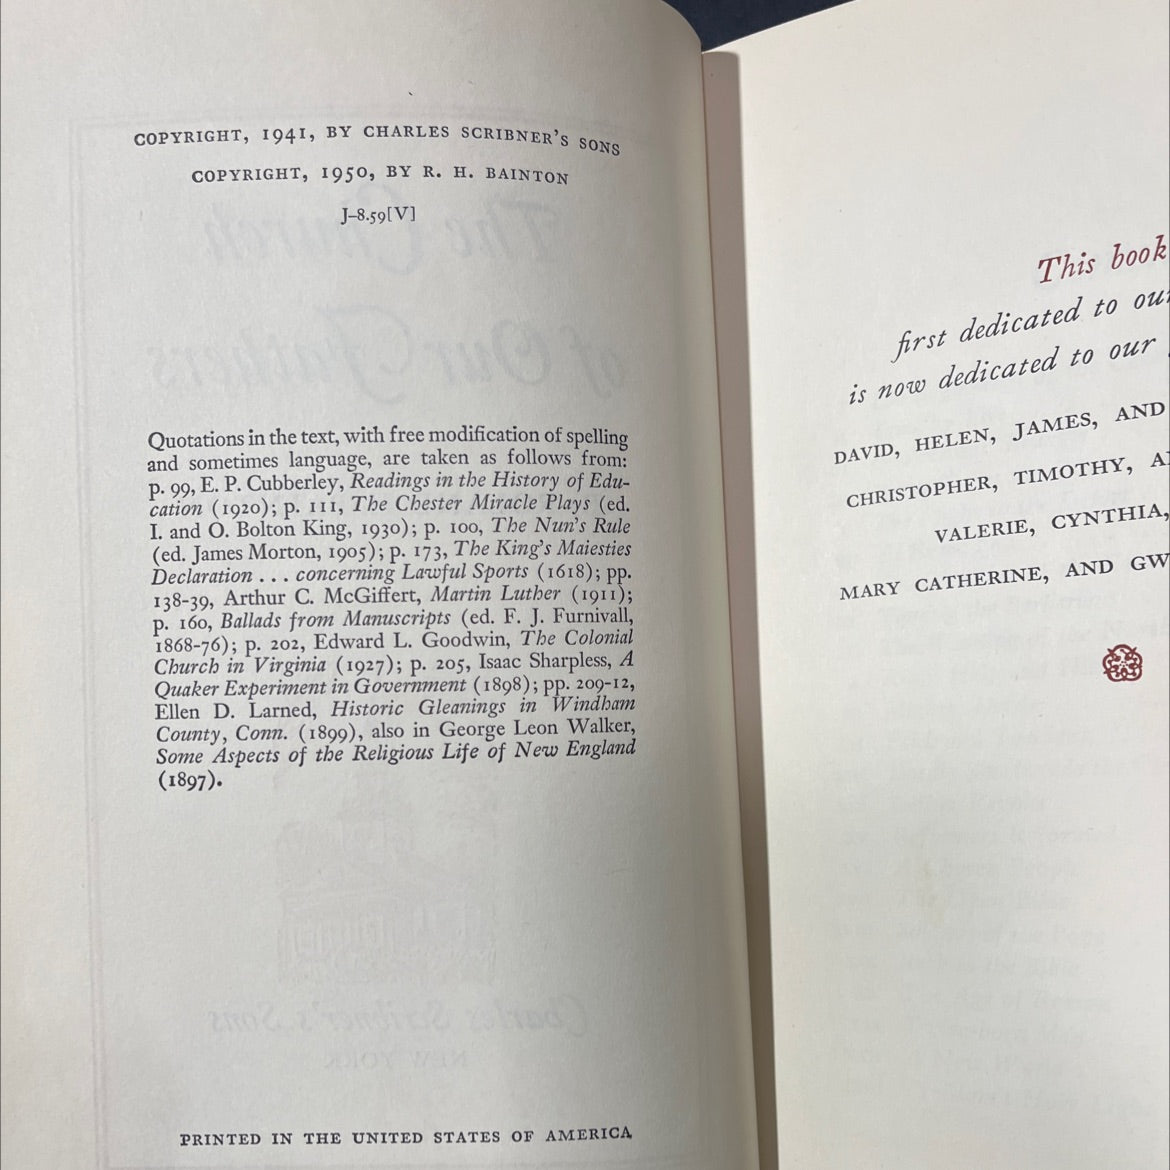 COPYRIGHT, 1941, BY CHARLES SCRIBNER'S SONS
COPYRIGHT, 1950, BY R. H. BAINTON
J–8.59[V]
Quotations in the text, with free modification of spelling
and sometimes language, are taken as follows from:
p. 99, E. P. Cubberley, Readings in the History of Edu-
cation (1920); p. 111, The Chester Miracle Plays (ed.
I. and O. Bolton King, 1930); p. 100, The Nun's Rule
(ed. James Morton, 1905); p. 173, The King's Maiesties
Declaration . . . concerning Lawful Sports (1618); pp.
138-39, Arthur C. McGiffert, Martin Luther (1911);
p. 160, Ballads from Manuscripts (ed. F. J. Furnivall,
1868-76); p. 202, Edward L. Goodwin, The Colonial
Church in Virginia (1927); p. 205, Isaac Sharpless, A
Quaker Experiment in Government (1898); pp. 209-12,
Ellen D. Larned, Historic Gleanings in Windham
County, Conn. (1899), also in George Leon Walker,
Some Aspects of the Religious Life of New England
(1897).
PRINTED IN THE UNITED STATES OF AMERICA
This book
first dedicated to our
is now dedicated to our
DAVID, HELEN, JAMES, AND
CHRISTOPHER, TIMOTHY,
VALERIE, CYNTHIA,
MARY CATHERINE, AND